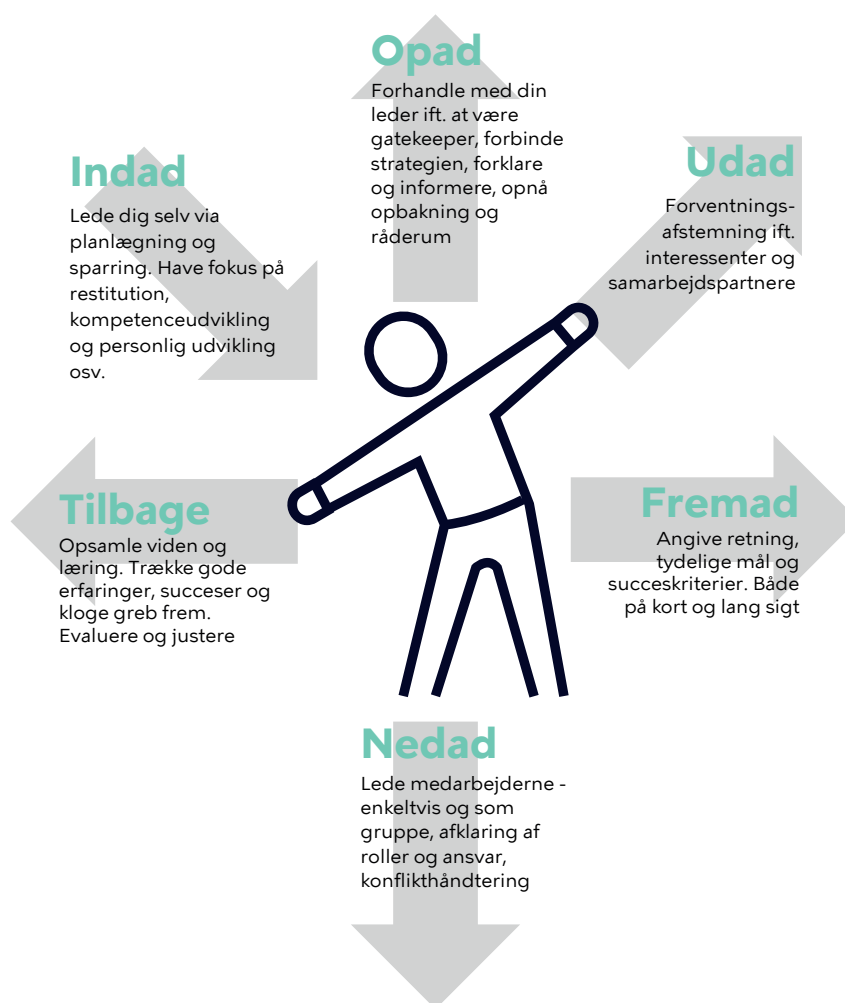 Opad
Forhandle med din
leder ift. at være
gatekeeper, forbinde
strategien, forklare
og informere, opnå
opbakning og
råderum
Indad
Lede dig selv via
planlægning og
sparring. Have fokus på
restitution,
kompetenceudvikling
og personlig udvikling
osv.
Udad
Forventnings-
afstemning ift.
interessenter og
samarbejdspartnere
Tilbage
Opsamle viden og
læring. Trække gode
erfaringer, succeser og
kloge greb frem.
Evaluere og justere
Fremad
Angive retning,
tydelige mål og
succeskriterier. Både
på kort og lang sigt
Nedad
Lede medarbejderne -
enkeltvis og som
gruppe, afklaring af
roller og ansvar,
konflikthåndtering